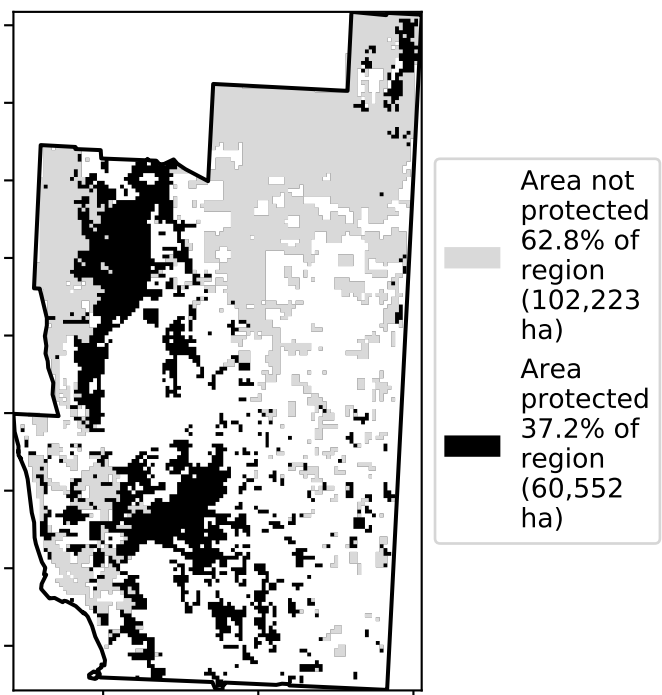 Area not
protected
62.8% of
region
(102,223
ha)
Area
protected
37.2% of
region
(60,552
ha)